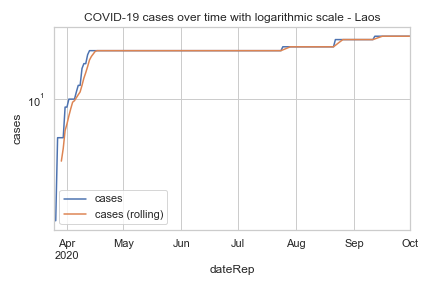 COVID-19 cases over time with logarithmic scale - Laos
cases
10¹
cases
cases (rolling)
Apr May Jun Jul Aug Sep Oct
2020
dateRep